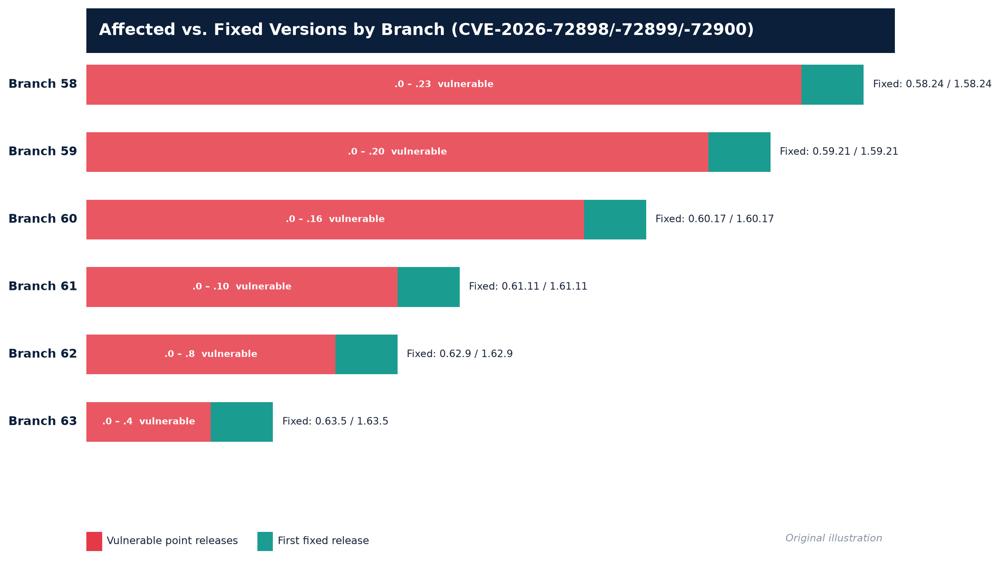 Affected vs. Fixed Versions by Branch (CVE-2026-72898/-72899/-72900)
Branch 58 .0 – .23 vulnerable Fixed: 0.58.24 / 1.58.24
Branch 59 .0 – .20 vulnerable Fixed: 0.59.21 / 1.59.21
Branch 60 .0 – .16 vulnerable Fixed: 0.60.17 / 1.60.17
Branch 61 .0 – .10 vulnerable Fixed: 0.61.11 / 1.61.11
Branch 62 .0 – .8 vulnerable Fixed: 0.62.9 / 1.62.9
Branch 63 .0 – .4 vulnerable Fixed: 0.63.5 / 1.63.5
Vulnerable point releases First fixed release Original illustration